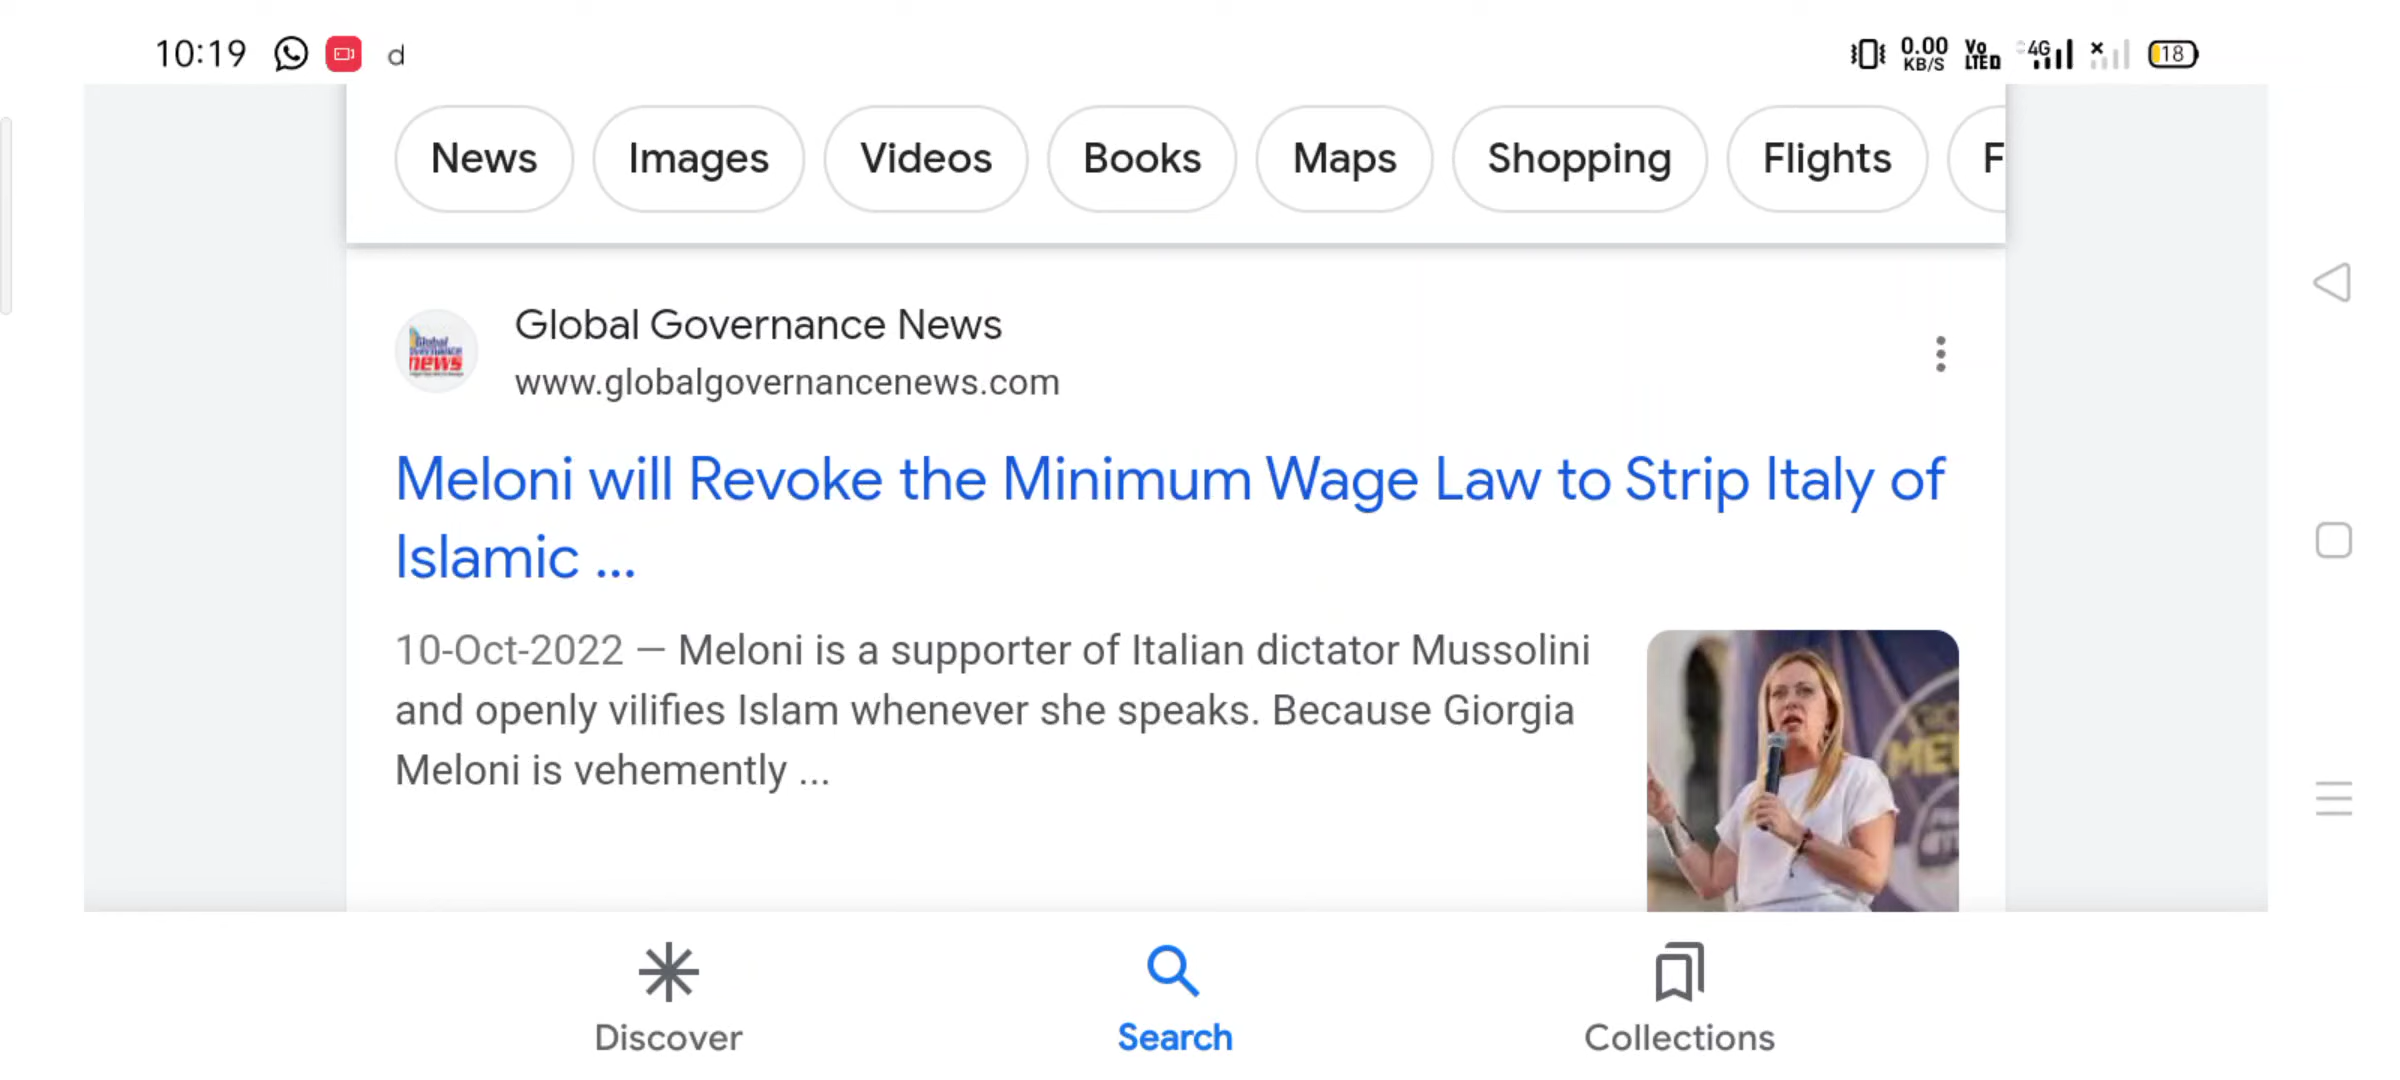 10:19 d 0.00 KB/S Vo LTE 4G 18
News Images Videos Books Maps Shopping Flights F
Global Governance News
Global Governance news
www.globalgovernancenews.com
Meloni will Revoke the Minimum Wage Law to Strip Italy of
Islamic ...
10-Oct-2022 — Meloni is a supporter of Italian dictator Mussolini
and openly vilifies Islam whenever she speaks. Because Giorgia
Meloni is vehemently ...
Discover Search Collections